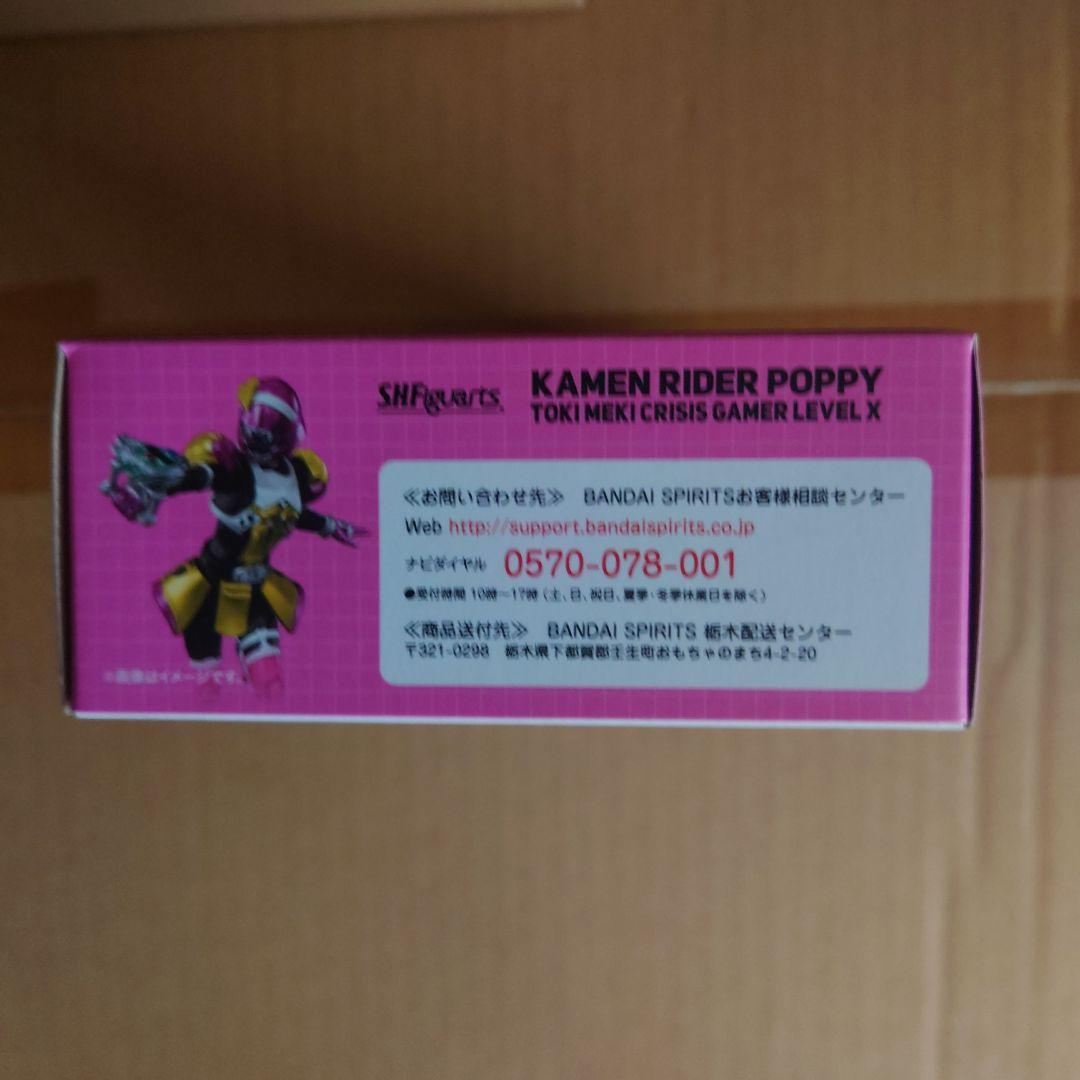 S.H.Figuarts
KAMEN RIDER POPPY
TOKI MEKI CRISIS GAMER LEVEL X
≪お問い合わせ先≫ BANDAI SPIRITSお客様相談センター
Web http://support.bandaispirits.co.jp
ナビダイヤル 0570-078-001
●受付時間 10時〜17時(土、日、祝日、夏季・冬季休業日を除く)
≪商品送付先≫ BANDAI SPIRITS 栃木配送センター
〒321-0298 栃木県下都賀郡壬生町おもちゃのまち4-2-20
※画像はイメージです。